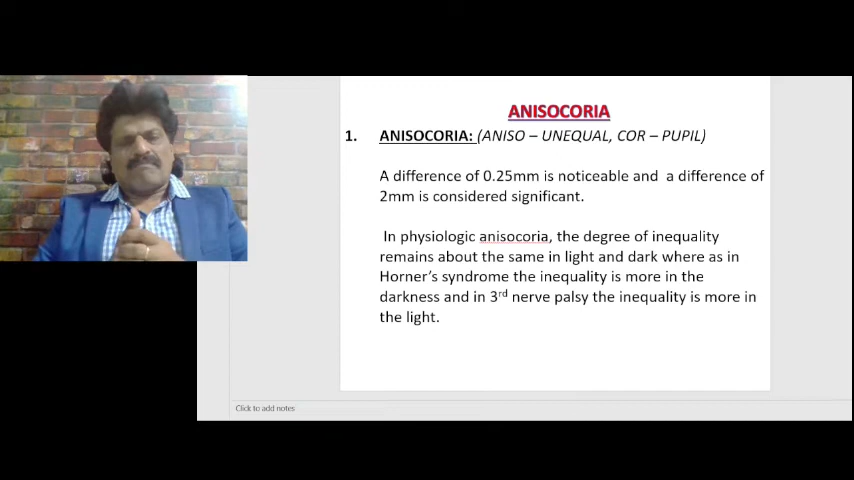 ANISOCORIA
1. ANISOCORIA: (ANISO – UNEQUAL, COR – PUPIL)
A difference of 0.25mm is noticeable and a difference of
2mm is considered significant.
In physiologic anisocoria, the degree of inequality
remains about the same in light and dark where as in
Horner's syndrome the inequality is more in the
darkness and in 3rd nerve palsy the inequality is more in
the light.
Click to add notes